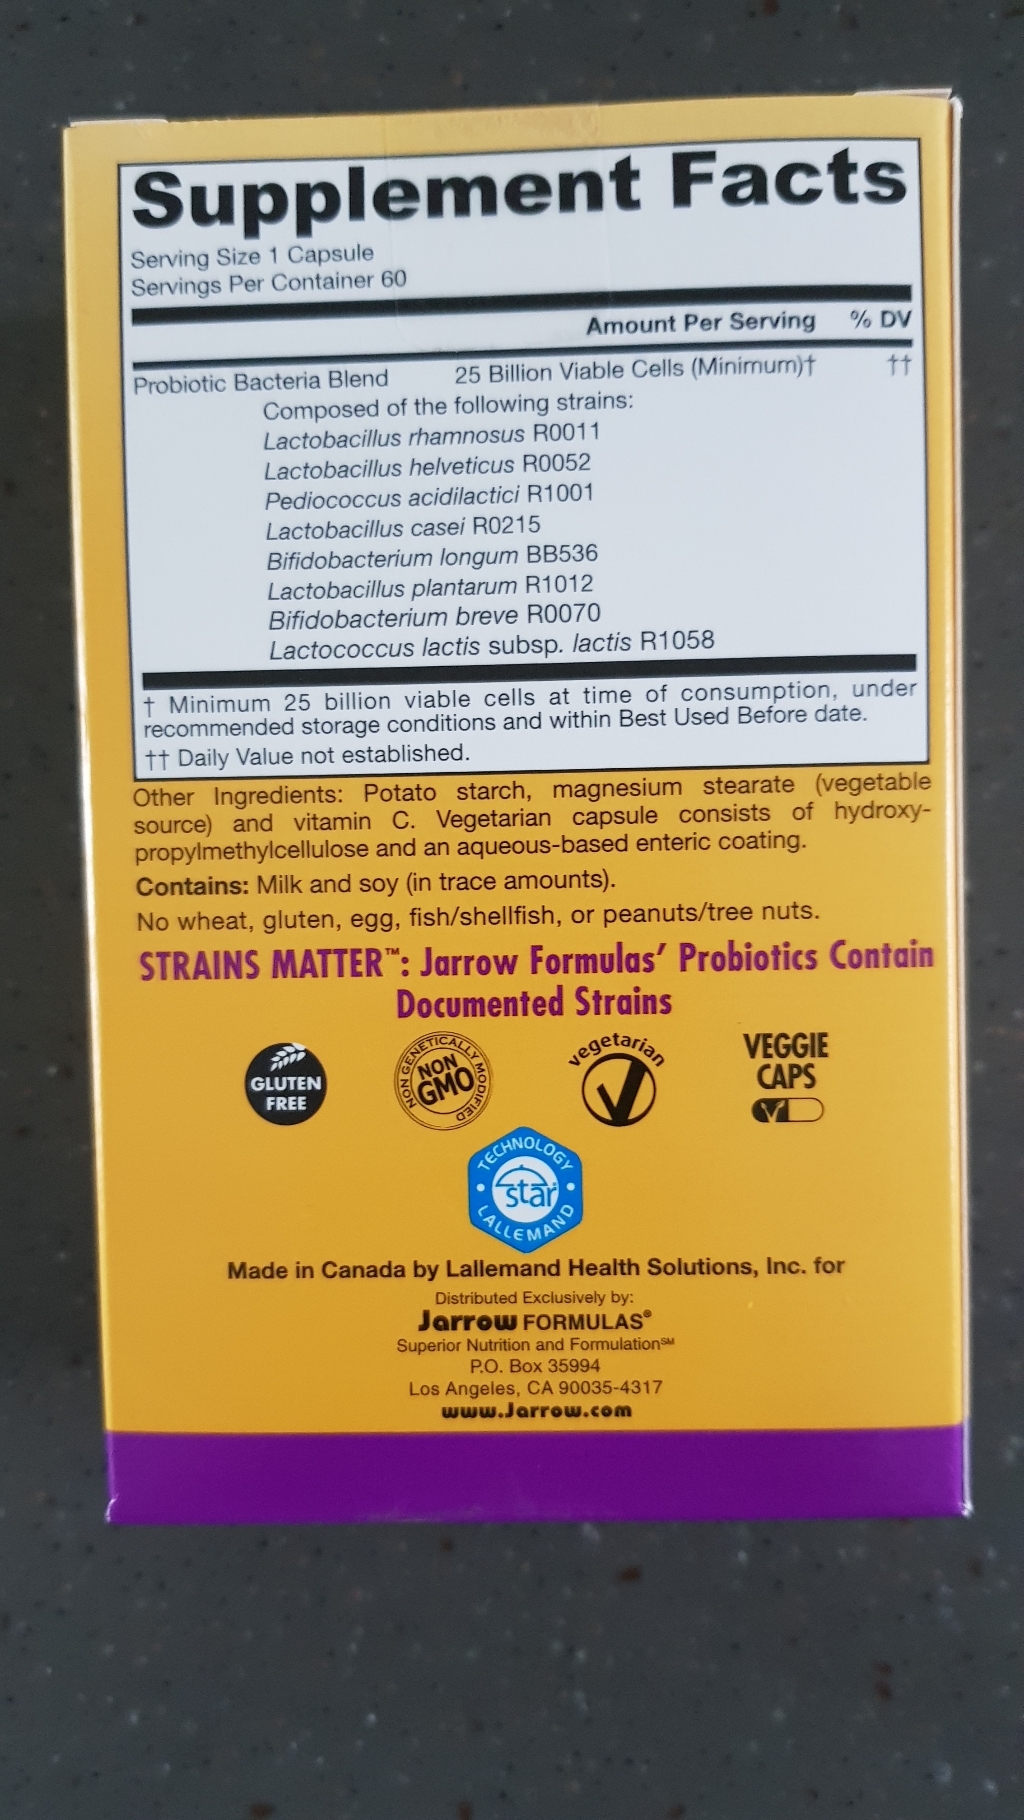 Supplement Facts
Serving Size 1 Capsule
Servings Per Container 60
Amount Per Serving % DV
Probiotic Bacteria Blend 25 Billion Viable Cells (Minimum)† ††
Composed of the following strains:
Lactobacillus rhamnosus R0011
Lactobacillus helveticus R0052
Pediococcus acidilactici R1001
Lactobacillus casei R0215
Bifidobacterium longum BB536
Lactobacillus plantarum R1012
Bifidobacterium breve R0070
Lactococcus lactis subsp. lactis R1058
† Minimum 25 billion viable cells at time of consumption, under
recommended storage conditions and within Best Used Before date.
†† Daily Value not established.
Other Ingredients: Potato starch, magnesium stearate (vegetable
source) and vitamin C. Vegetarian capsule consists of hydroxy-
propylmethylcellulose and an aqueous-based enteric coating.
Contains: Milk and soy (in trace amounts).
No wheat, gluten, egg, fish/shellfish, or peanuts/tree nuts.
STRAINS MATTER™: Jarrow Formulas’ Probiotics Contain
Documented Strains
GLUTEN
FREE
NON GENETICALLY MODIFIED
NON
GMO
vegetarian
VEGGIE
CAPS
TECHNOLOGY
star
LALLEMAND
Made in Canada by Lallemand Health Solutions, Inc. for
Distributed Exclusively by:
Jarrow FORMULAS®
Superior Nutrition and Formulation℠
P.O. Box 35994
Los Angeles, CA 90035-4317
www.Jarrow.com